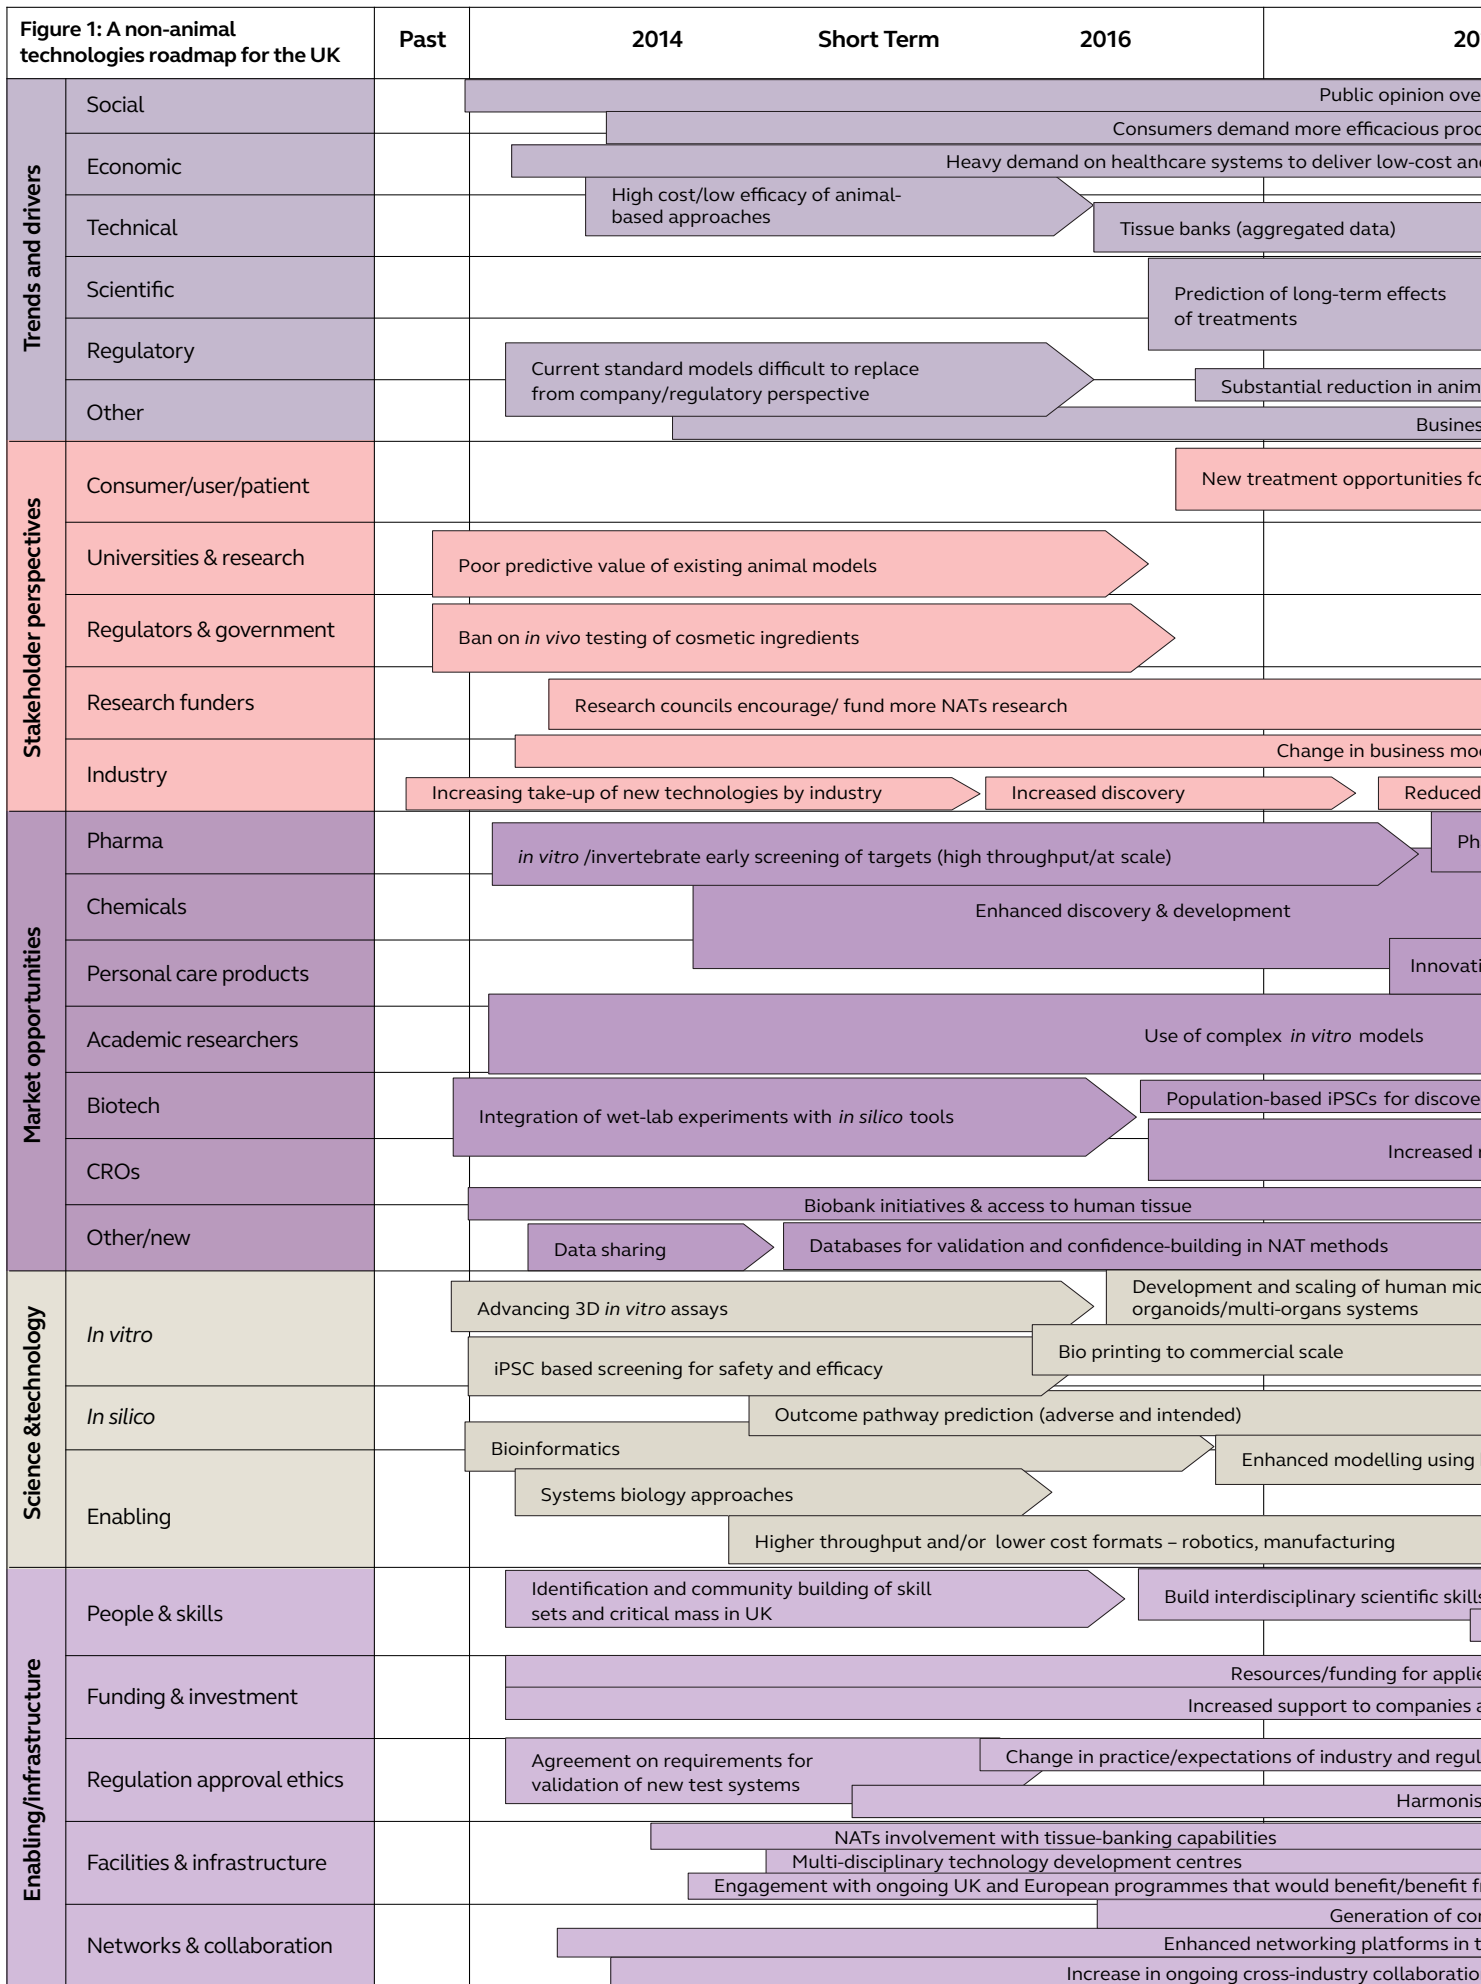 Figure 1: A non-animal
technologies roadmap for the UK
Past
2014
Short Term
2016
20
Trends and drivers
Social
Public opinion ove
Consumers demand more efficacious prod
Economic
Heavy demand on healthcare systems to deliver low-cost and
High cost/low efficacy of animal-
based approaches
Technical
Tissue banks (aggregated data)
Scientific
Prediction of long-term effects
of treatments
Regulatory
Current standard models difficult to replace
from company/regulatory perspective
Substantial reduction in anim
Other
Busines
Stakeholder perspectives
Consumer/user/patient
New treatment opportunities fo
Universities & research
Poor predictive value of existing animal models
Regulators & government
Ban on in vivo testing of cosmetic ingredients
Research funders
Research councils encourage/ fund more NATs research
Industry
Change in business mod
Increasing take-up of new technologies by industry
Increased discovery
Reduced
Market opportunities
Pharma
in vitro /invertebrate early screening of targets (high throughput/at scale)
Ph
Chemicals
Enhanced discovery & development
Personal care products
Innovati
Academic researchers
Use of complex in vitro models
Biotech
Integration of wet-lab experiments with in silico tools
Population-based iPSCs for discove
CROs
Increased r
Biobank initiatives & access to human tissue
Other/new
Data sharing
Databases for validation and confidence-building in NAT methods
Science &technology
In vitro
Advancing 3D in vitro assays
Development and scaling of human mic
organoids/multi-organs systems
iPSC based screening for safety and efficacy
Bio printing to commercial scale
In silico
Outcome pathway prediction (adverse and intended)
Bioinformatics
Enhanced modelling using
Enabling
Systems biology approaches
Higher throughput and/or lower cost formats – robotics, manufacturing
Enabling/infrastructure
People & skills
Identification and community building of skill
sets and critical mass in UK
Build interdisciplinary scientific skills
Funding & investment
Resources/funding for applie
Increased support to companies a
Regulation approval ethics
Agreement on requirements for
validation of new test systems
Change in practice/expectations of industry and regul
Harmonis
Facilities & infrastructure
NATs involvement with tissue-banking capabilities
Multi-disciplinary technology development centres
Engagement with ongoing UK and European programmes that would benefit/benefit f
Networks & collaboration
Generation of co
Enhanced networking platforms in t
Increase in ongoing cross-industry collaboratio